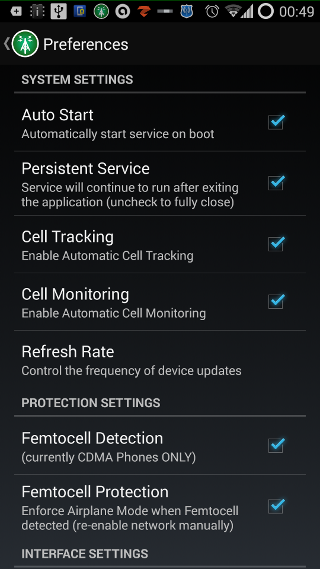 00:49
Preferences
SYSTEM SETTINGS
Auto Start
Automatically start service on boot
Persistent Service
Service will continue to run after exiting
the application (uncheck to fully close)
Cell Tracking
Enable Automatic Cell Tracking
Cell Monitoring
Enable Automatic Cell Monitoring
Refresh Rate
Control the frequency of device updates
PROTECTION SETTINGS
Femtocell Detection
(currently CDMA Phones ONLY)
Femtocell Protection
Enforce Airplane Mode when Femtocell
detected (re-enable network manually)
INTERFACE SETTINGS